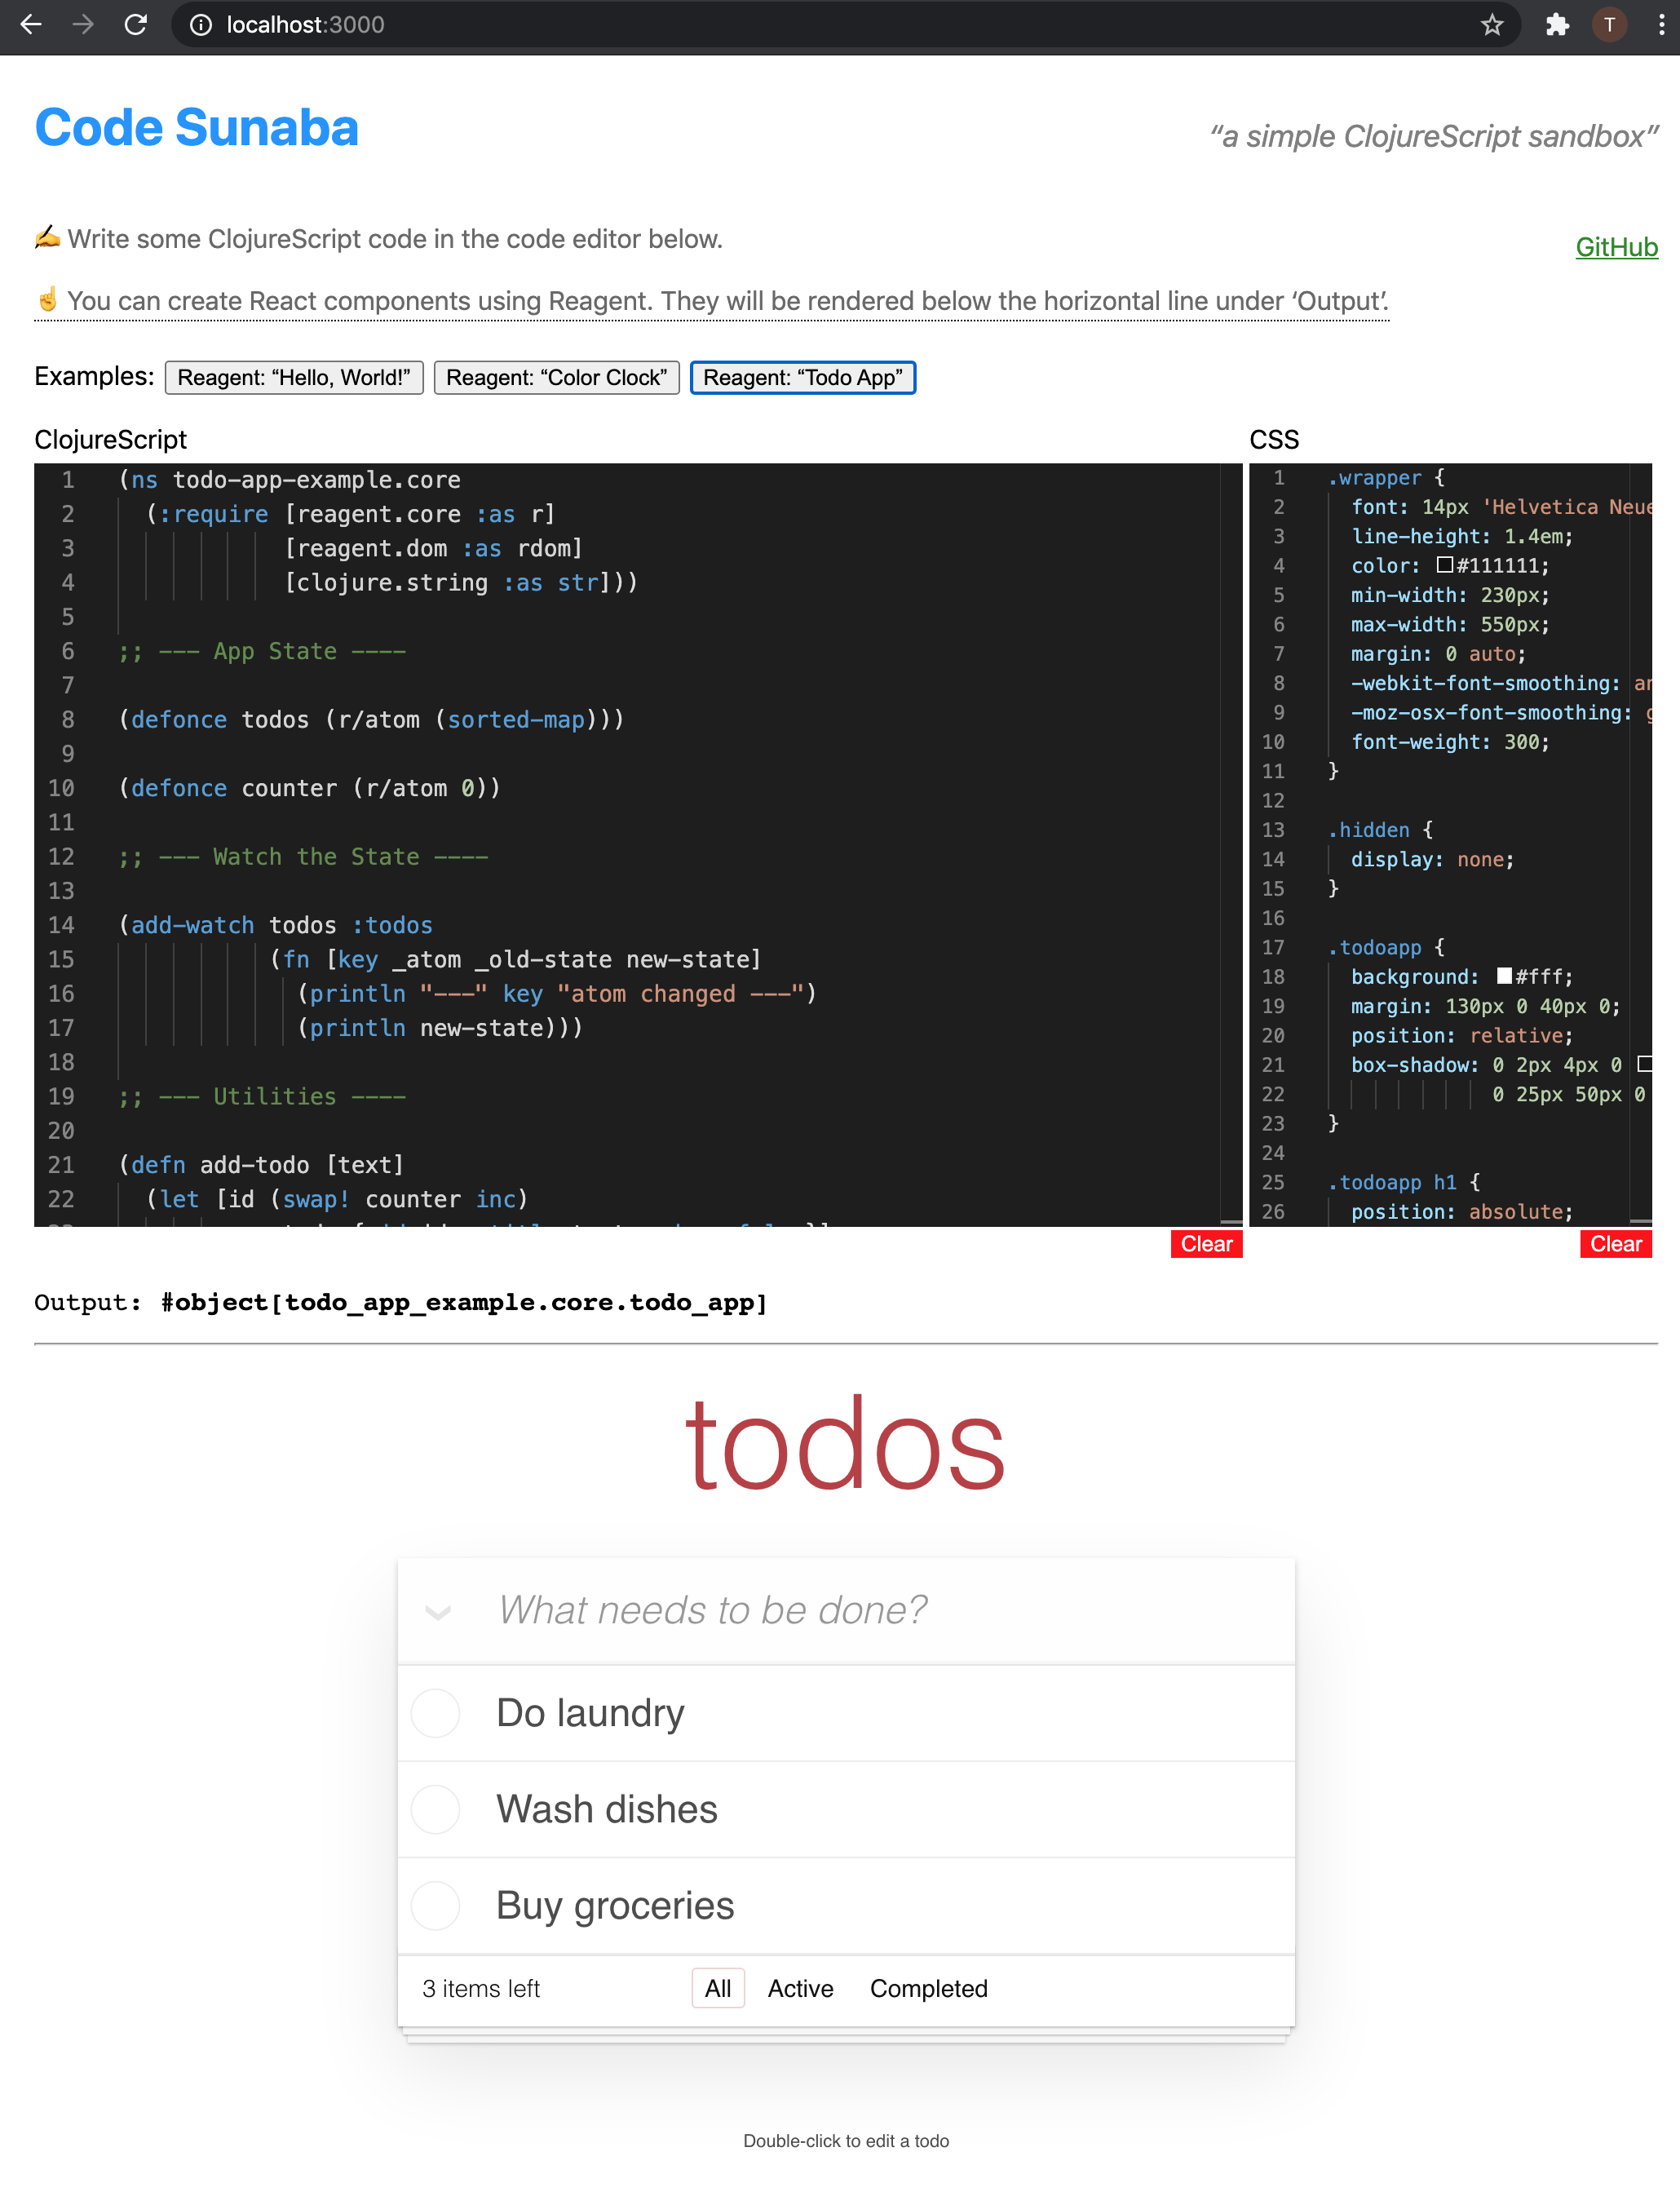 localhost:3000
T
Code Sunaba
“a simple ClojureScript sandbox”
✍️ Write some ClojureScript code in the code editor below.
GitHub
☝️ You can create React components using Reagent. They will be rendered below the horizontal line under ‘Output’.
Examples: Reagent: “Hello, World!” Reagent: “Color Clock” Reagent: “Todo App”
ClojureScript
1 (ns todo-app-example.core
2 (:require [reagent.core :as r]
3 [reagent.dom :as rdom]
4 [clojure.string :as str]))
5
6 ;; --- App State ----
7
8 (defonce todos (r/atom (sorted-map)))
9
10 (defonce counter (r/atom 0))
11
12 ;; --- Watch the State ----
13
14 (add-watch todos :todos
15 (fn [key _atom _old-state new-state]
16 (println "---" key "atom changed ---")
17 (println new-state)))
18
19 ;; --- Utilities ----
20
21 (defn add-todo [text]
22 (let [id (swap! counter inc)
Clear
CSS
1 .wrapper {
2 font: 14px 'Helvetica Neue
3 line-height: 1.4em;
4 color: #111111;
5 min-width: 230px;
6 max-width: 550px;
7 margin: 0 auto;
8 -webkit-font-smoothing:
9 -moz-osx-font-smoothing:
10 font-weight: 300;
11 }
12
13 .hidden {
14 display: none;
15 }
16
17 .todoapp {
18 background: #fff;
19 margin: 130px 0 40px 0;
20 position: relative;
21 box-shadow: 0 2px 4px 0
22 0 25px 50px 0
23 }
24
25 .todoapp h1 {
26 position: absolute;
Clear
Output: #object[todo_app_example.core.todo_app]
todos
What needs to be done?
Do laundry
Wash dishes
Buy groceries
3 items left All Active Completed
Double-click to edit a todo